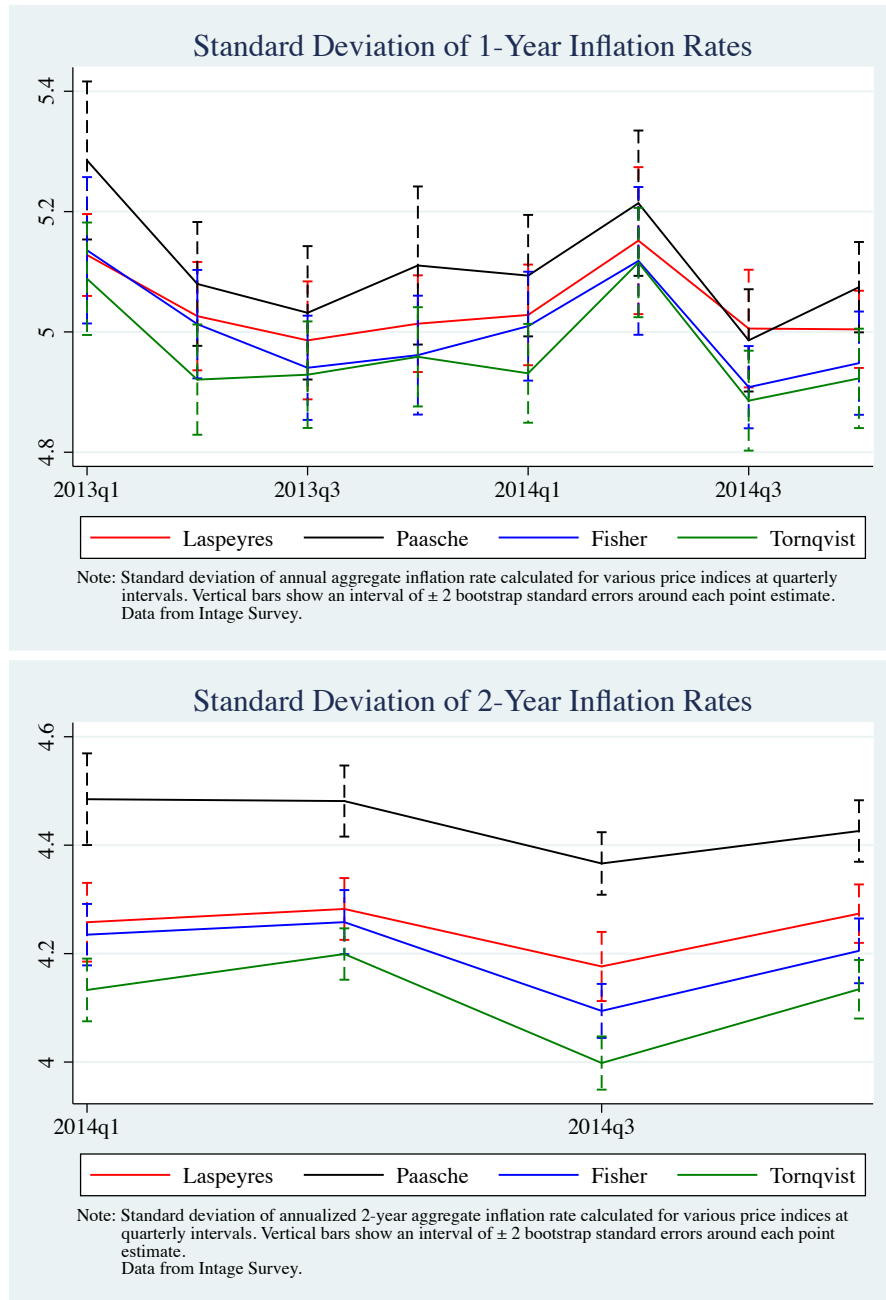 Standard Deviation of 1-Year Inflation Rates
5.4
5.2
5
4.8
2013q1 2013q3 2014q1 2014q3
Laspeyres Paasche Fisher Tornqvist
Note: Standard deviation of annual aggregate inflation rate calculated for various price indices at quarterly
intervals. Vertical bars show an interval of ± 2 bootstrap standard errors around each point estimate.
Data from Intage Survey.
Standard Deviation of 2-Year Inflation Rates
4.6
4.4
4.2
4
2014q1 2014q3
Laspeyres Paasche Fisher Tornqvist
Note: Standard deviation of annualized 2-year aggregate inflation rate calculated for various price indices at
quarterly intervals. Vertical bars show an interval of ± 2 bootstrap standard errors around each point
estimate.
Data from Intage Survey.